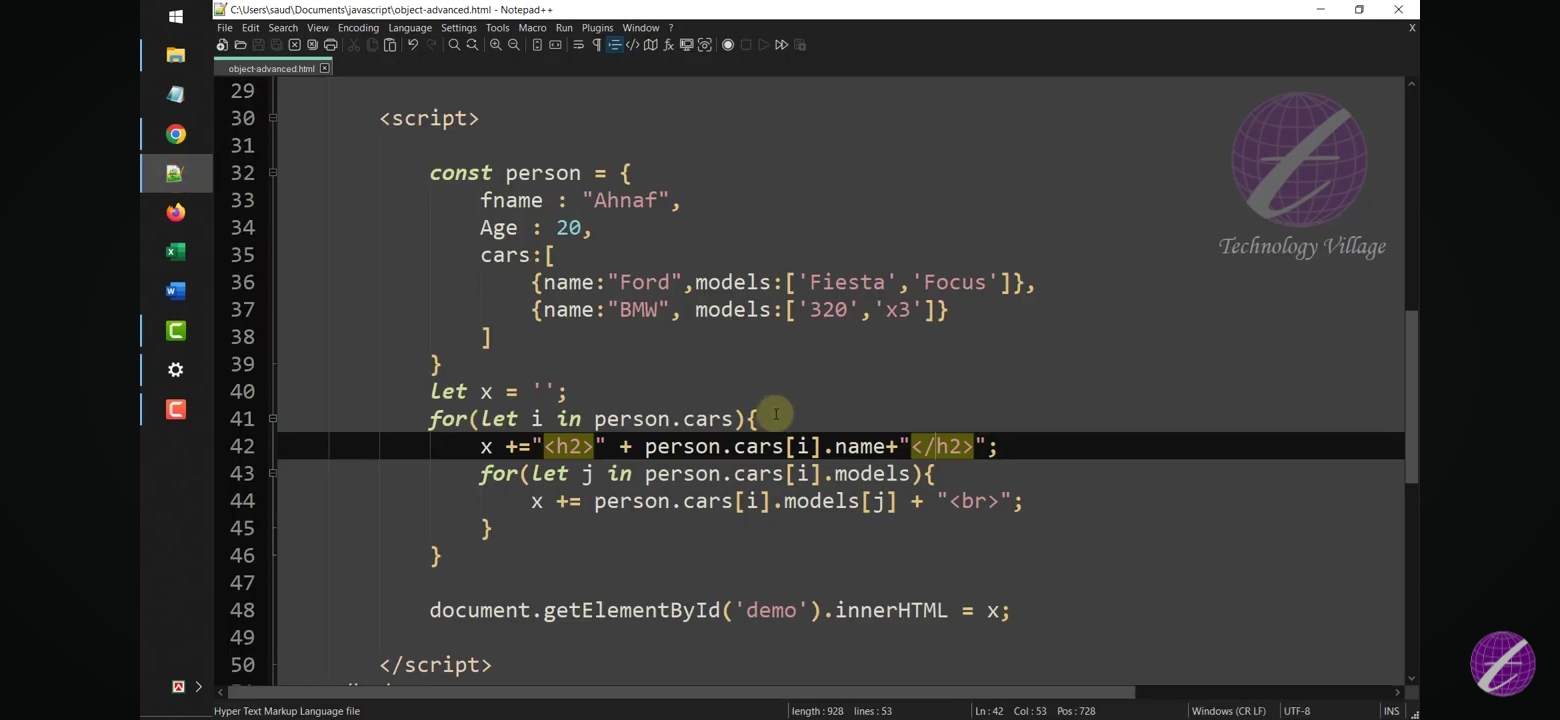 C:\Users\saud\Documents\javascript\object-advanced.html - Notepad++
File Edit Search View Encoding Language Settings Tools Macro Run Plugins Window ? X
object-advanced.html
29
30 <script>
31
32 const person = {
33 fname : "Ahnaf",
34 Age : 20,
35 cars:[
36 {name:"Ford",models:['Fiesta','Focus']},
37 {name:"BMW", models:['320','x3']}
38 ]
39 }
40 let x = '';
41 for(let i in person.cars){
42 x +="<h2>" + person.cars[i].name+"</h2>";
43 for(let j in person.cars[i].models){
44 x += person.cars[i].models[j] + "<br>";
45 }
46 }
47
48 document.getElementById('demo').innerHTML = x;
49
50 </script>
Technology Village
Hyper Text Markup Language file length : 928 lines : 53 Ln : 42 Col : 53 Pos : 728 Windows (CR LF) UTF-8 INS